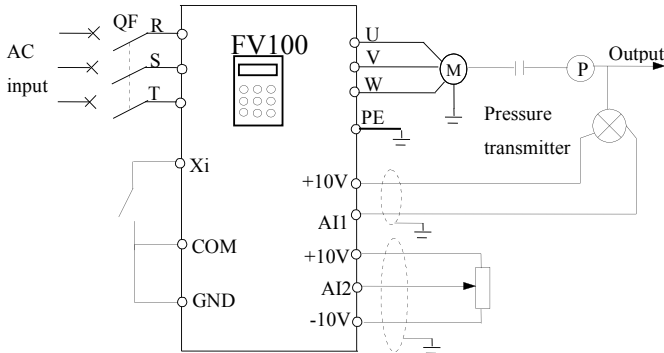 QF
R
S
T
AC
input
FV100
U
V
W
PE
M
P
Output
Pressure
transmitter
Xi
COM
GND
+10V
AI1
+10V
AI2
-10V